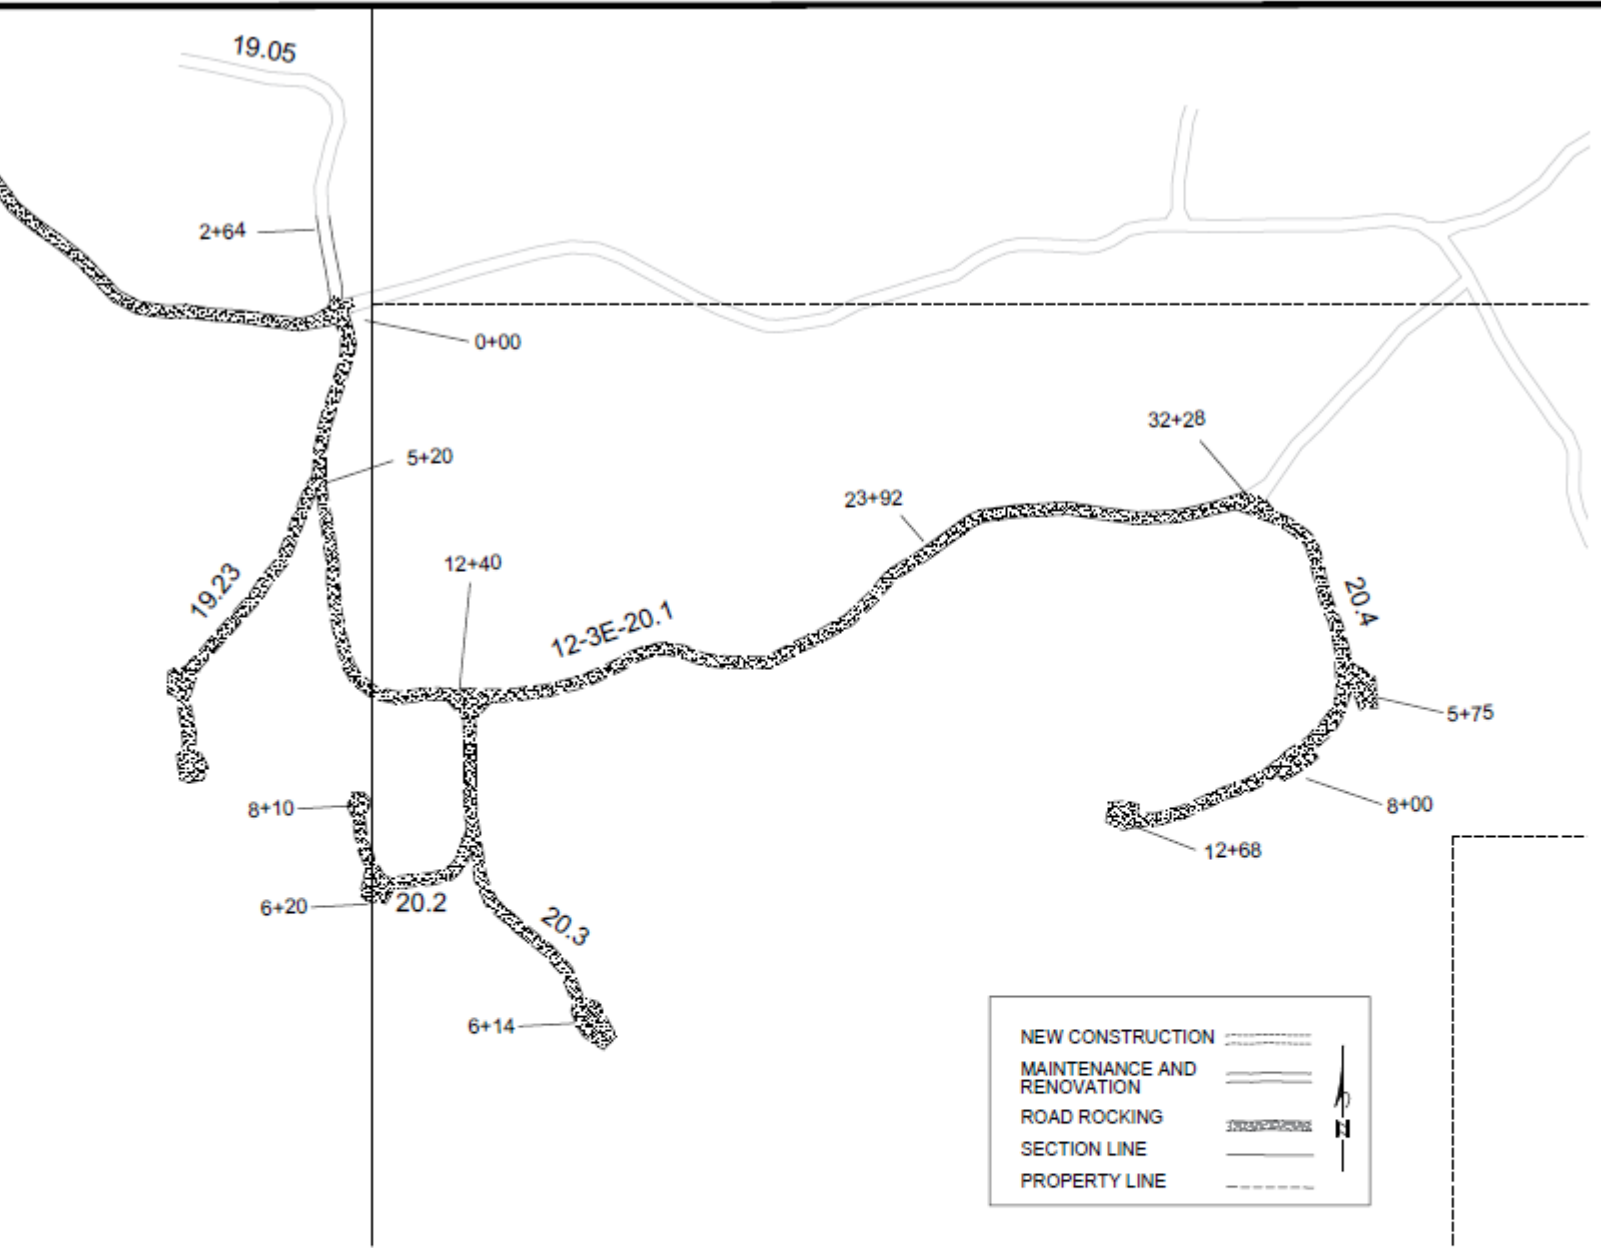 19.05
2+64
0+00
32+28
5+20
23+92
12+40
19.23
20.4
12-3E-20.1
5+75
8+10
8+00
12+68
6+20
20.2
20.3
6+14
NEW CONSTRUCTION
MAINTENANCE AND
RENOVATION
ROAD ROCKING
SECTION LINE
PROPERTY LINE
N